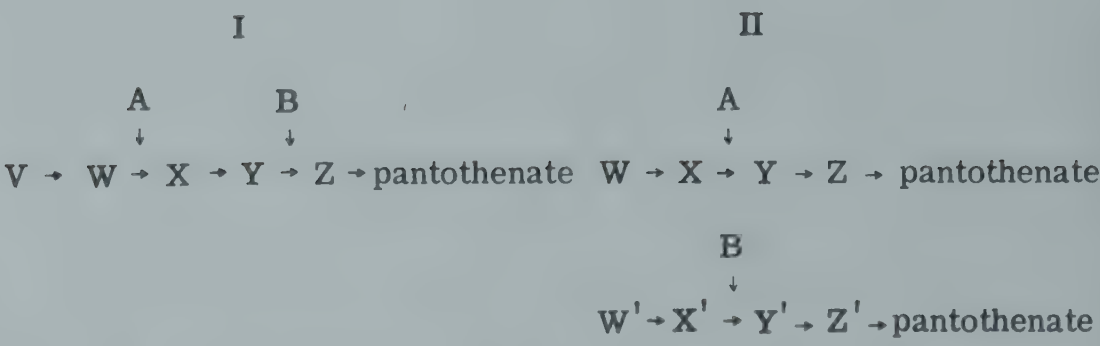 I II
A B A
↓ ↓ ↓
V → W → X → Y → Z → pantothenate W → X → Y → Z → pantothenate
B
↓
W' → X' → Y' → Z' → pantothenate